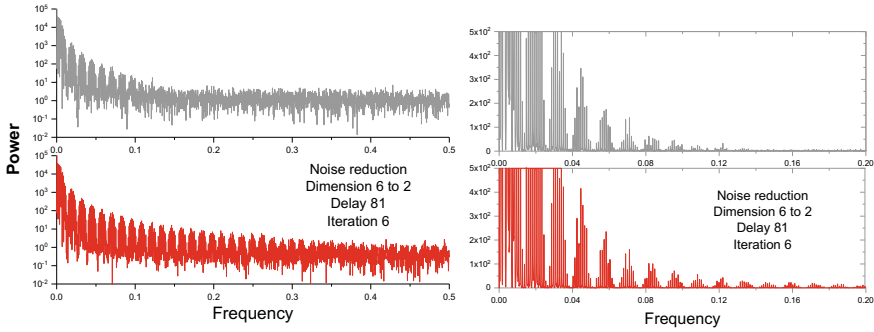 10^5
10^4
10^3
10^2
10^1
10^0
10^-1
10^-2
0.0 0.1 0.2 0.3 0.4 0.5
10^5
10^4
10^3
10^2
10^1
10^0
10^-1
10^-2
0.0 0.1 0.2 0.3 0.4 0.5
Power
Frequency
Noise reduction
Dimension 6 to 2
Delay 81
Iteration 6
5x10^2
4x10^2
3x10^2
2x10^2
1x10^2
0
0.00 0.04 0.08 0.12 0.16 0.20
5x10^2
4x10^2
3x10^2
2x10^2
1x10^2
0
0.00 0.04 0.08 0.12 0.16 0.20
Noise reduction
Dimension 6 to 2
Delay 81
Iteration 6
Frequency